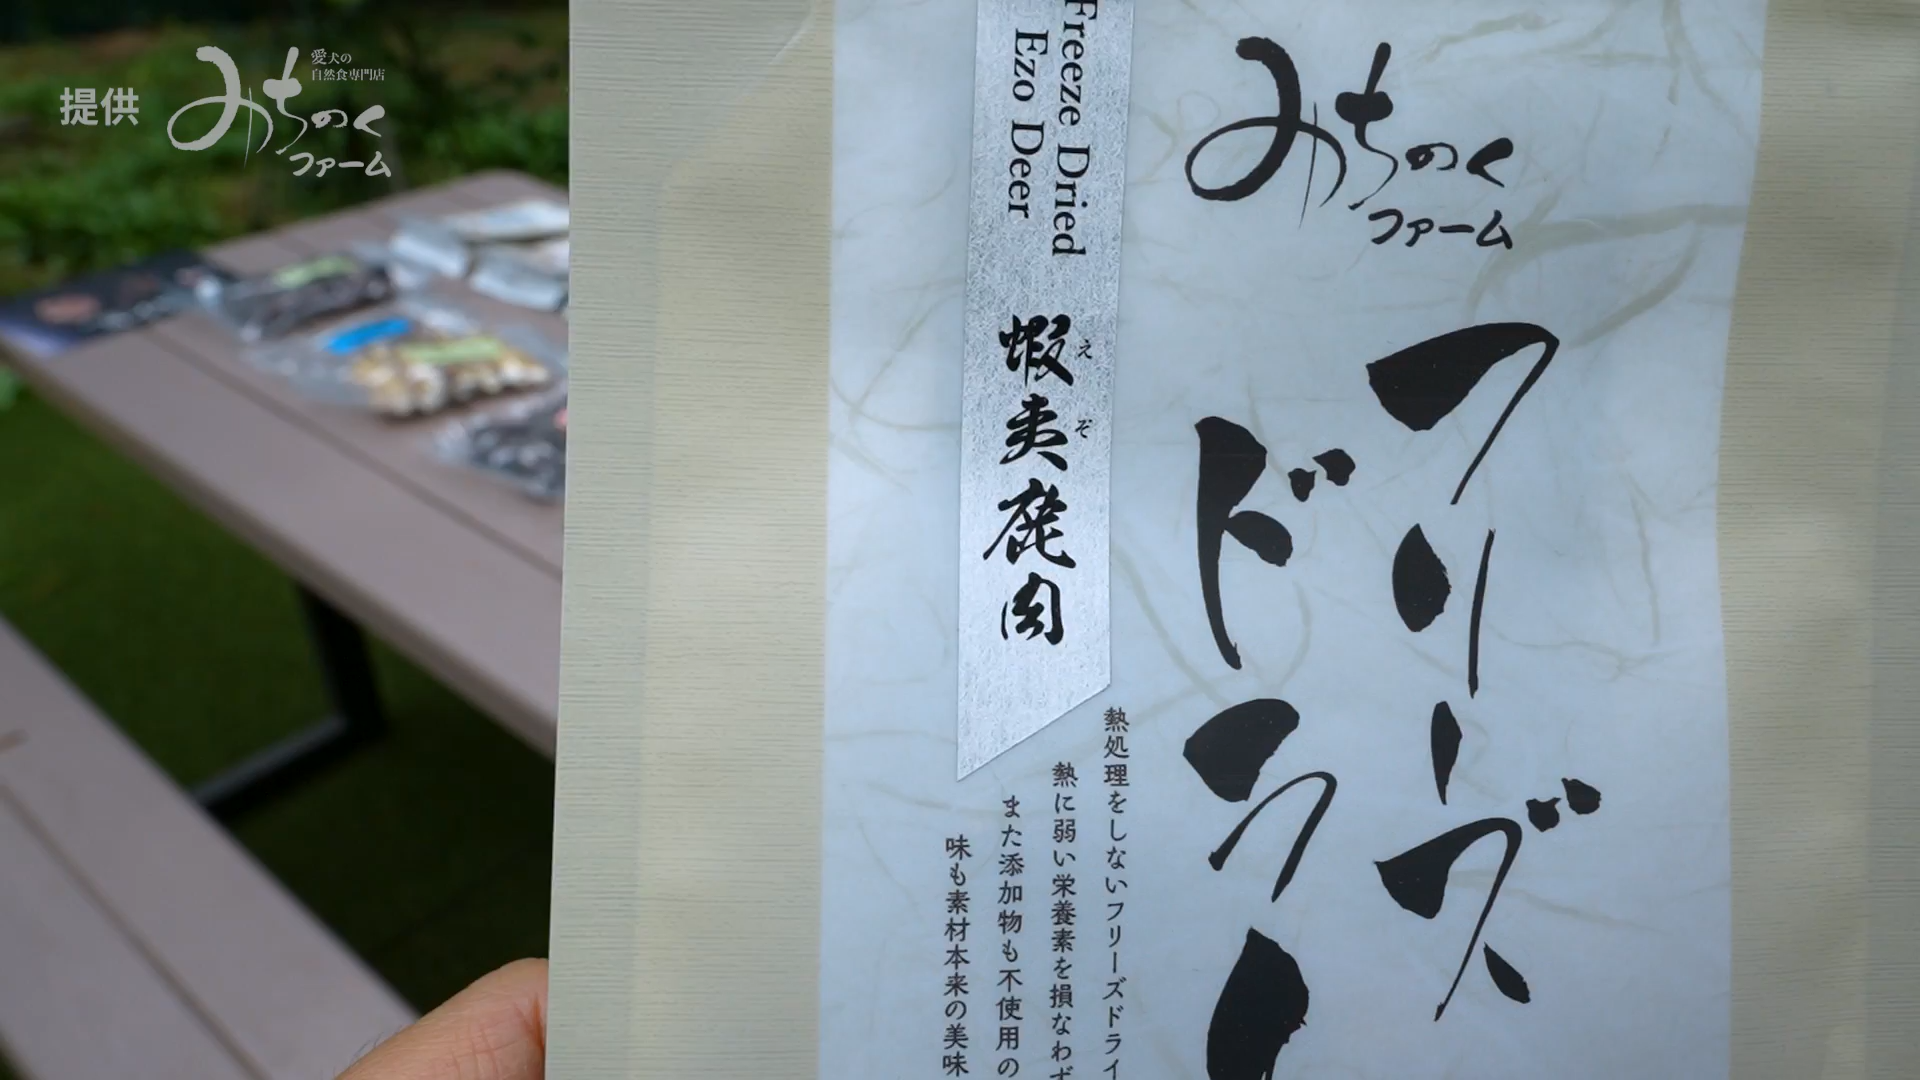 提供
愛犬の
自然食専門店
みちのく
ファーム
みちのく
ファーム
フリーズ
ドラー
Freeze Dried
Ezo Deer
えぞ
蝦夷鹿肉
熱処理をしないフリーズドライ
熱に弱い栄養素を損なわず
また添加物も不使用の
味も素材本来の美味